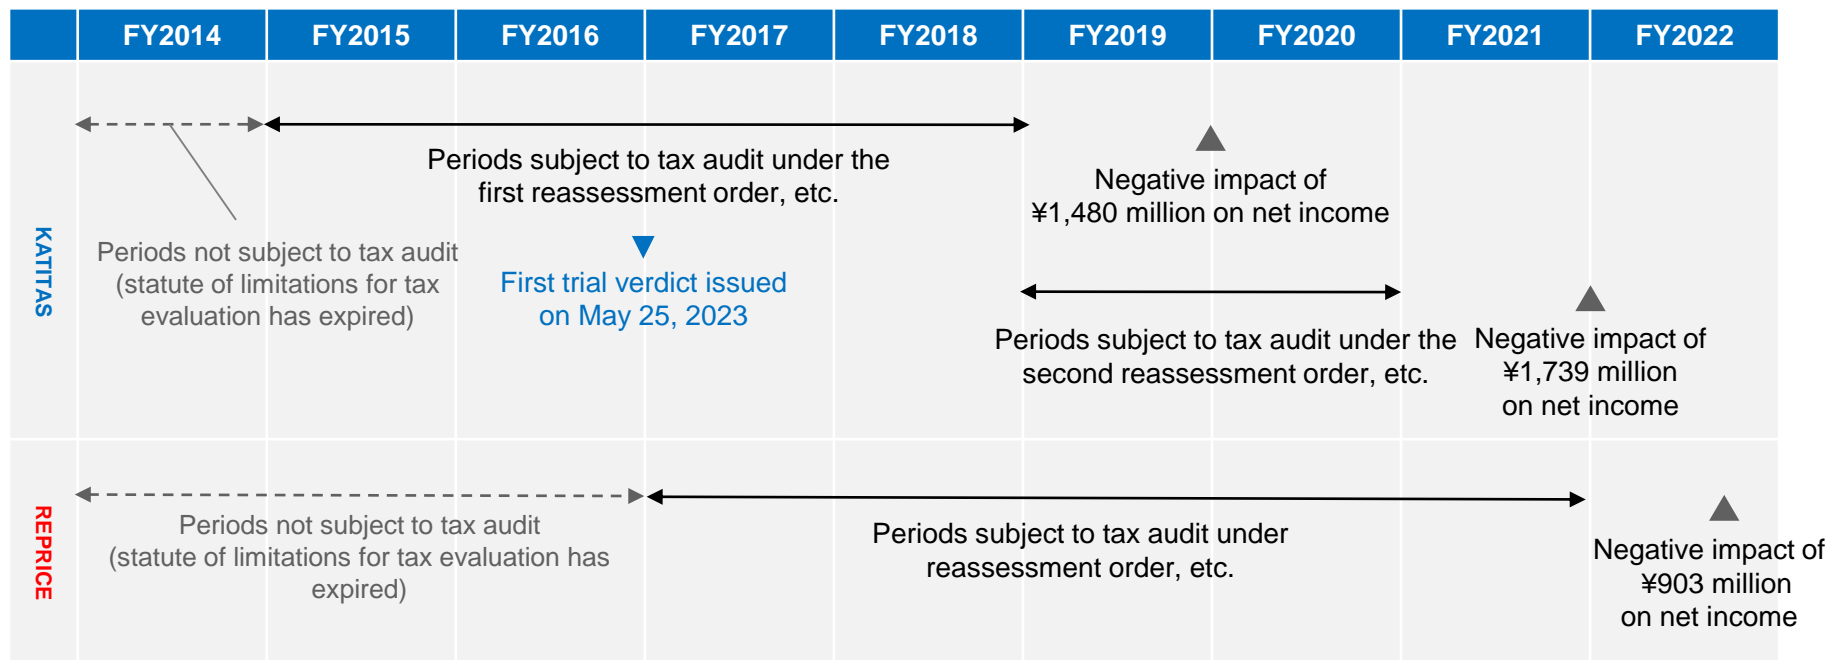 FY2014 FY2015 FY2016 FY2017 FY2018 FY2019 FY2020 FY2021 FY2022
KATITAS
Periods subject to tax audit under the
first reassessment order, etc.
Negative impact of
¥1,480 million on net income
Periods not subject to tax audit
(statute of limitations for tax
evaluation has expired)
First trial verdict issued
on May 25, 2023
Periods subject to tax audit under the
second reassessment order, etc.
Negative impact of
¥1,739 million
on net income
REPRICE
Periods not subject to tax audit
(statute of limitations for tax evaluation has
expired)
Periods subject to tax audit under
reassessment order, etc.
Negative impact of
¥903 million
on net income